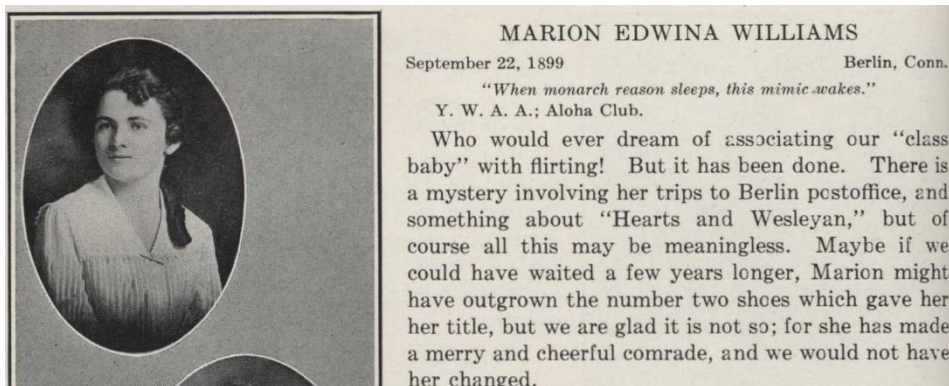 MARION EDWINA WILLIAMS
September 22, 1899 Berlin, Conn.
"When monarch reason sleeps, this mimic wakes."
Y. W. A. A.; Aloha Club.
Who would ever dream of associating our "class
baby" with flirting! But it has been done. There is
a mystery involving her trips to Berlin postoffice, and
something about "Hearts and Wesleyan," but of
course all this may be meaningless. Maybe if we
could have waited a few years longer, Marion might
have outgrown the number two shoes which gave her
her title, but we are glad it is not so; for she has made
a merry and cheerful comrade, and we would not have
her changed.